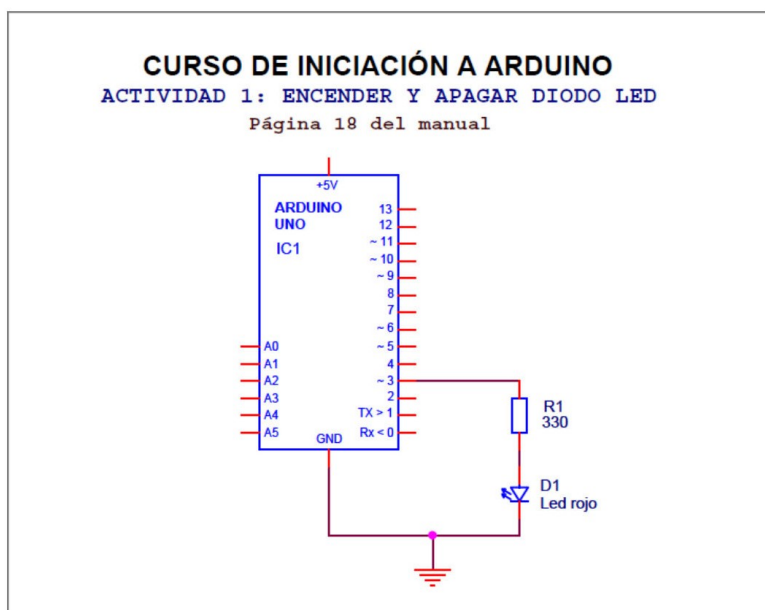 CURSO DE INICIACIÓN A ARDUINO
ACTIVIDAD 1: ENCENDER Y APAGAR DIODO LED
Página 18 del manual
+5V
ARDUINO
UNO
IC1
13
12
~ 11
~ 10
~ 9
8
7
~ 6
~ 5
4
~ 3
2
TX > 1
Rx < 0
A0
A1
A2
A3
A4
A5
GND
R1
330
D1
Led rojo